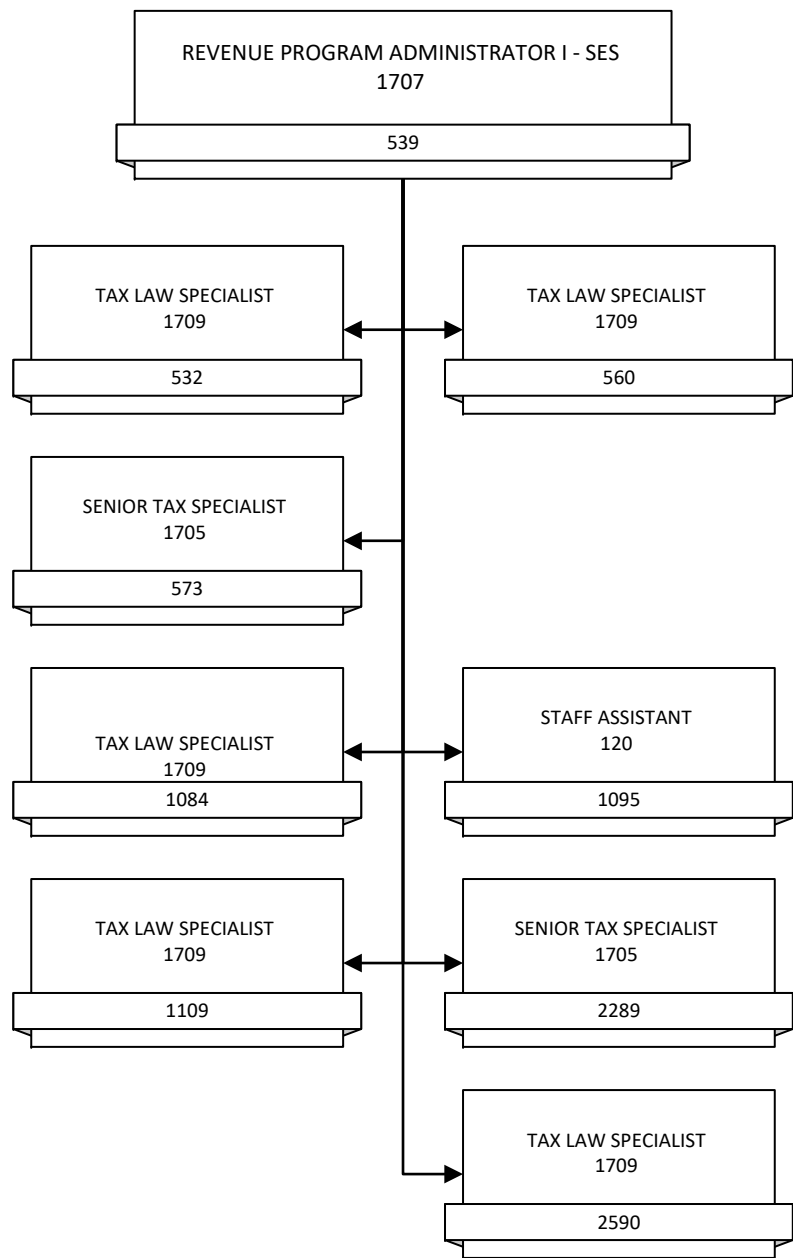 REVENUE PROGRAM ADMINISTRATOR I - SES
1707
539
TAX LAW SPECIALIST
1709
532
TAX LAW SPECIALIST
1709
560
SENIOR TAX SPECIALIST
1705
573
TAX LAW SPECIALIST
1709
1084
STAFF ASSISTANT
120
1095
TAX LAW SPECIALIST
1709
1109
SENIOR TAX SPECIALIST
1705
2289
TAX LAW SPECIALIST
1709
2590